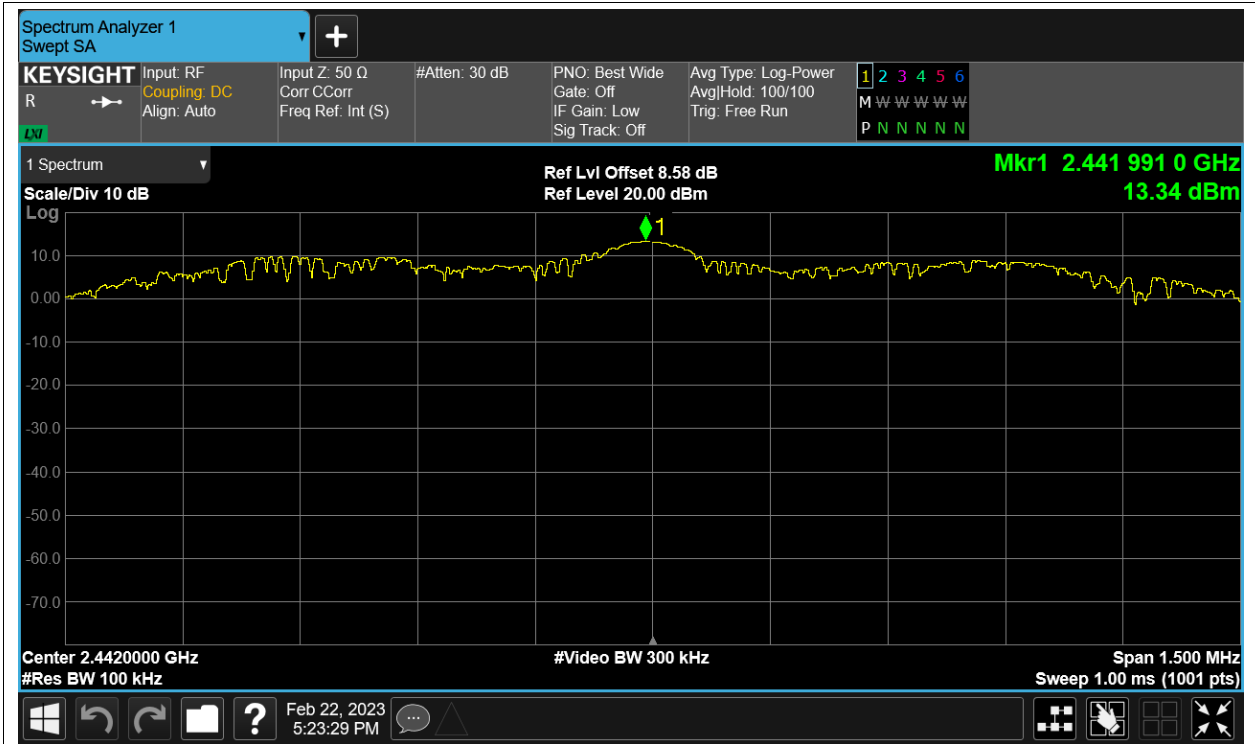 Spectrum Analyzer 1
Swept SA
+
KEYSIGHT
R
LXI
Input: RF
Coupling: DC
Align: Auto
Input Z: 50 Ω
Corr CCorr
Freq Ref: Int (S)
#Atten: 30 dB
PNO: Best Wide
Gate: Off
IF Gain: Low
Sig Track: Off
Avg Type: Log-Power
Avg|Hold: 100/100
Trig: Free Run
1 2 3 4 5 6
M W W W W W
P N N N N N
1 Spectrum
Scale/Div 10 dB
Log
Ref Lvl Offset 8.58 dB
Ref Level 20.00 dBm
Mkr1 2.441 991 0 GHz
13.34 dBm
1
10.0
0.00
-10.0
-20.0
-30.0
-40.0
-50.0
-60.0
-70.0
Center 2.4420000 GHz
#Res BW 100 kHz
#Video BW 300 kHz
Span 1.500 MHz
Sweep 1.00 ms (1001 pts)
?
Feb 22, 2023
5:23:29 PM